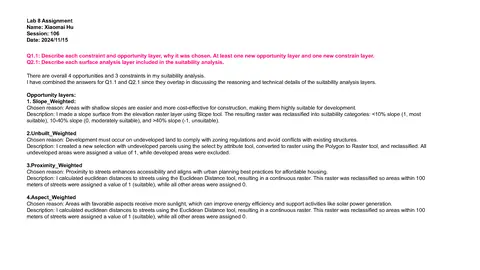 Lab 8 Assignment
Name: Xiaomai Hu
Session: 106
Date: 2024/11/15
Q1.1: Describe each constraint and opportunity layer, why it was chosen. At least one new opportunity layer and one new constrain layer.
Q2.1: Describe each surface analysis layer included in the suitability analysis.
There are overall 4 opportunities and 3 constraints in my suitability analysis.
I have combined the answers for Q1.1 and Q2.1 since they overlap in discussing the reasoning and technical details of the suitability analysis layers.
Opportunity layers:
1. Slope_Weighted:
Chosen reason: Areas with shallow slopes are easier and more cost-effective for construction, making them highly suitable for development.
Description: I made a slope surface from the elevation raster layer using Slope tool. The resulting raster was reclassified into suitability categories: <10% slope (1, most
suitable), 10-40% slope (0, moderately suitable), and >40% slope (-1, unsuitable).
2.Unbuilt_Weighted
Chosen reason: Development must occur on undeveloped land to comply with zoning regulations and avoid conflicts with existing structures.
Description: I created a new selection with undeveloped parcels using the select by attribute tool, converted to raster using the Polygon to Raster tool, and reclassified. All
undeveloped areas were assigned a value of 1, while developed areas were excluded.
3.Proximity_Weighted
Chosen reason: Proximity to streets enhances accessibility and aligns with urban planning best practices for affordable housing.
Description: I calculated euclidean distances to streets using the Euclidean Distance tool, resulting in a continuous raster. This raster was reclassified so areas within 100
meters of streets were assigned a value of 1 (suitable), while all other areas were assigned 0.
4.Aspect_Weighted
Chosen reason: Areas with favorable aspects receive more sunlight, which can improve energy efficiency and support activities like solar power generation.
Description: I calculated euclidean distances to streets using the Euclidean Distance tool, resulting in a continuous raster. This raster was reclassified so areas within 100
meters of streets were assigned a value of 1 (suitable), while all other areas were assigned 0.